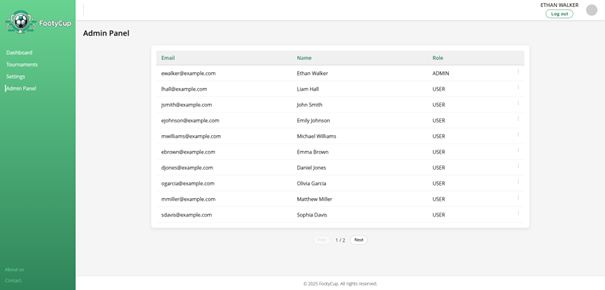 ETHAN WALKER
Log out
FootyCup
Dashboard
Tournaments
Settings
Admin Panel
About us
Contact
Admin Panel
Email Name Role
ewalker@example.com Ethan Walker ADMIN
lhall@example.com Liam Hall USER
jsmith@example.com John Smith USER
ejohnson@example.com Emily Johnson USER
mwilliams@example.com Michael Williams USER
ebrown@example.com Emma Brown USER
djones@example.com Daniel Jones USER
ogarcia@example.com Olivia Garcia USER
mmiller@example.com Matthew Miller USER
sdavis@example.com Sophia Davis USER
1 / 2 Next
© 2025 FootyCup. All rights reserved.